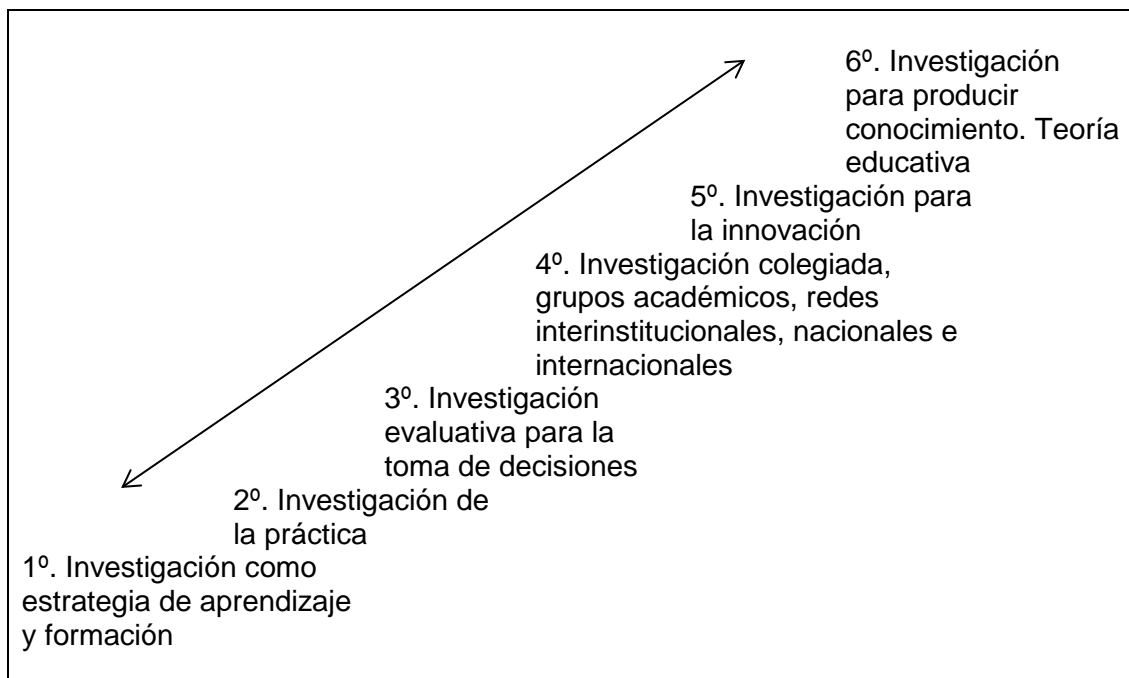 6º. Investigación
para producir
conocimiento. Teoría
educativa
5º. Investigación para
la innovación
4º. Investigación colegiada,
grupos académicos, redes
interinstitucionales, nacionales e
internacionales
3º. Investigación
evaluativa para la
toma de decisiones
2º. Investigación de
la práctica
1º. Investigación como
estrategia de aprendizaje
y formación